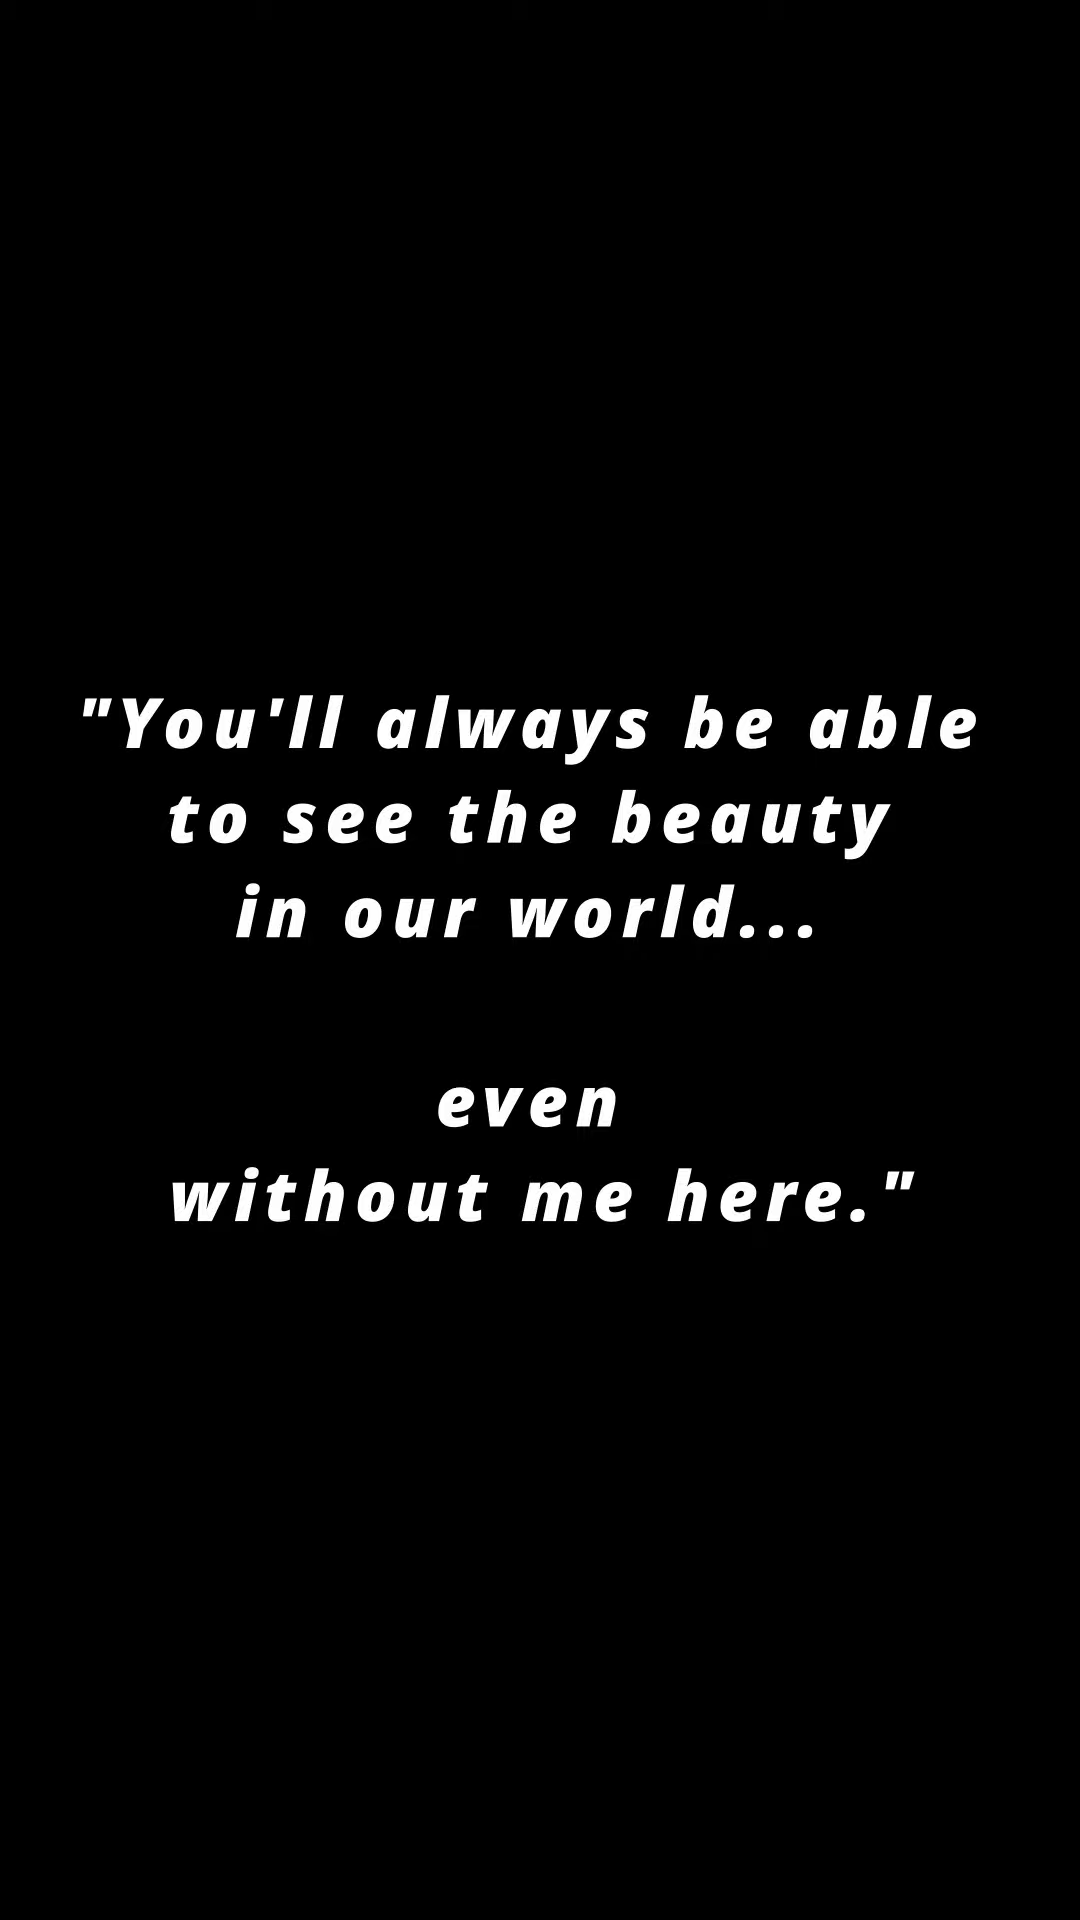 "You'll always be able
to see the beauty
in our world...
even
without me here."